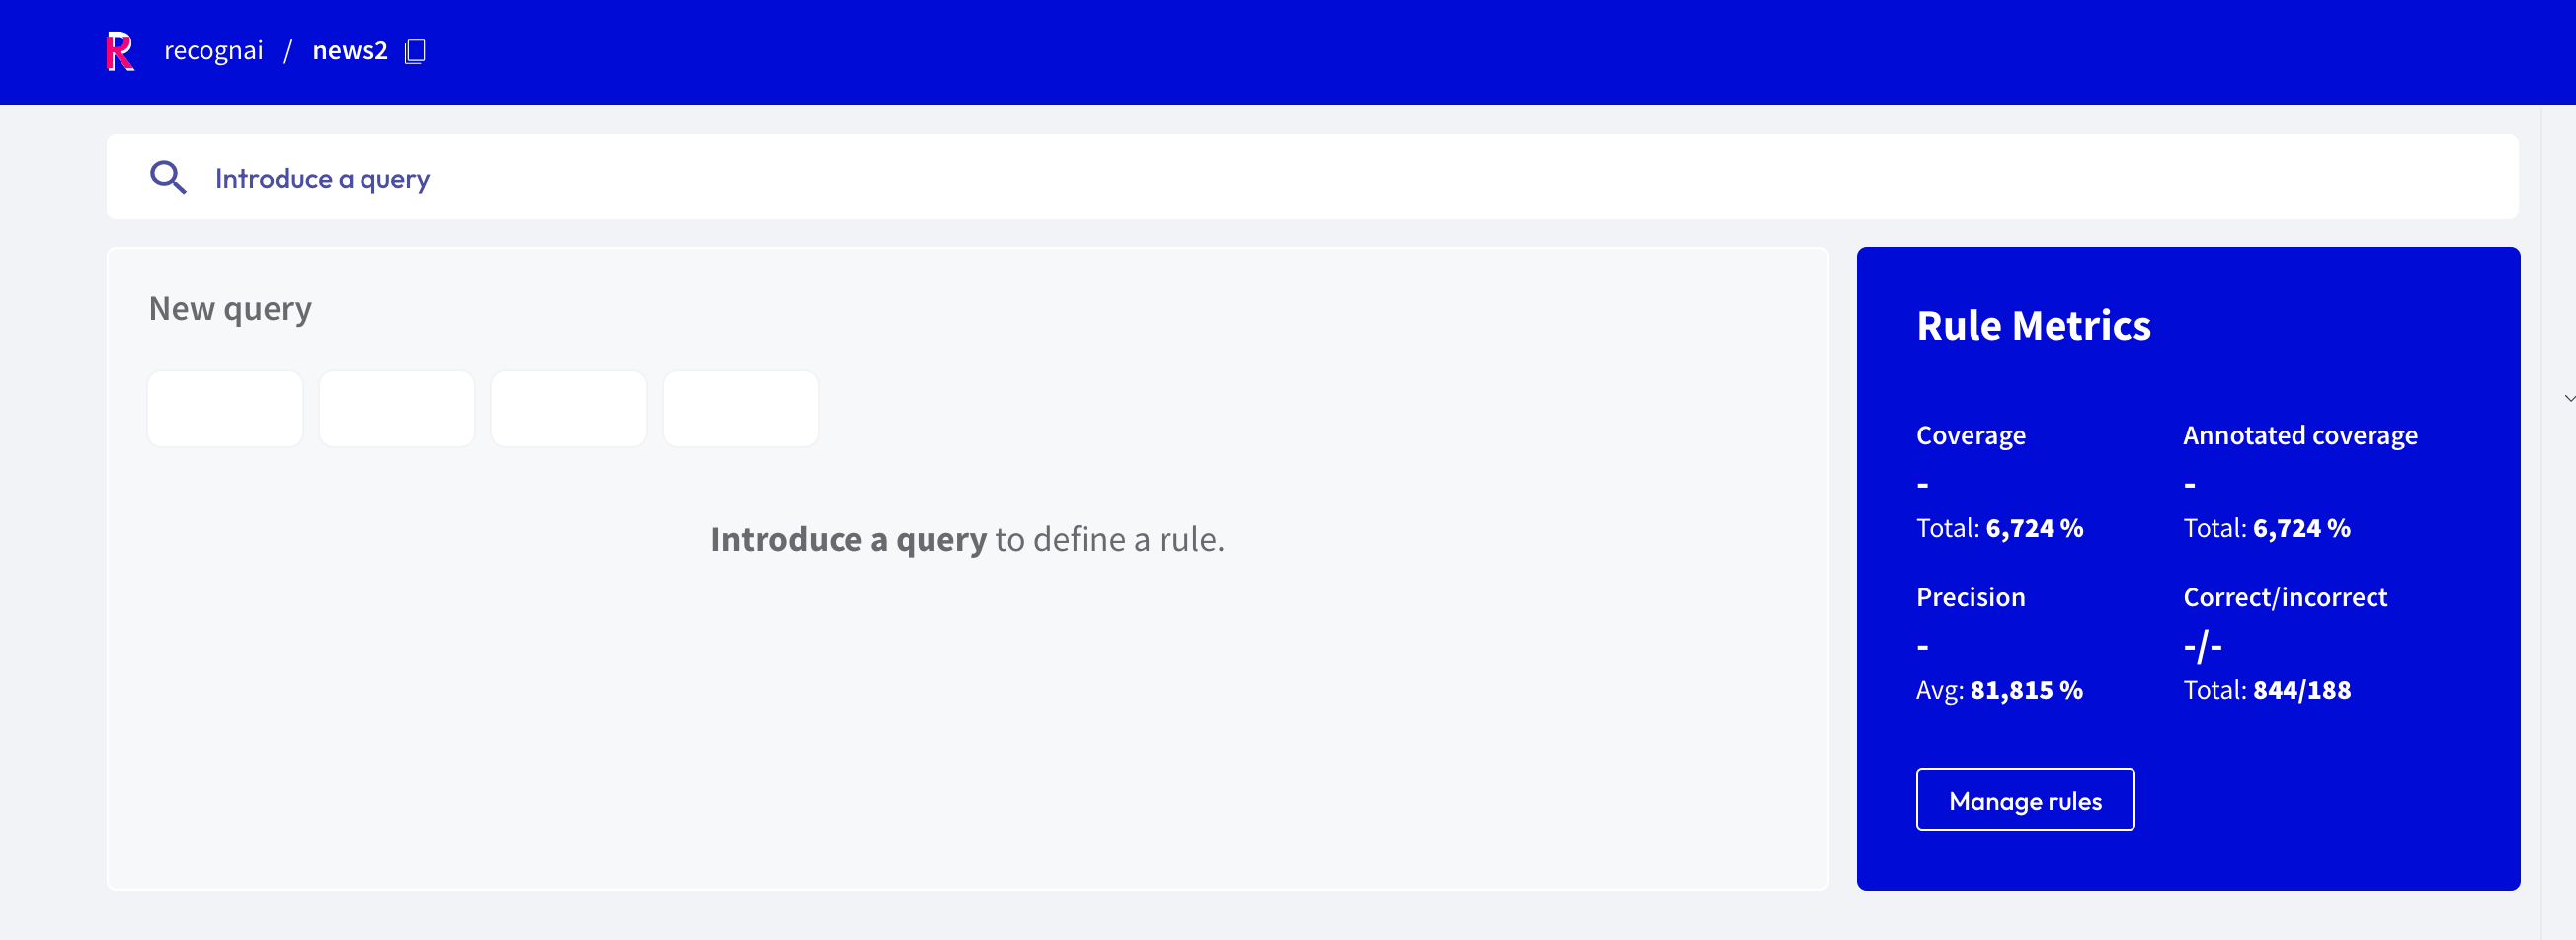 recognai / news2
Introduce a query
New query
Introduce a query to define a rule.
Rule Metrics
Coverage
-
Total: 6,724 %
Annotated coverage
-
Total: 6,724 %
Precision
-
Avg: 81,815 %
Correct/incorrect
-/-
Total: 844/188
Manage rules